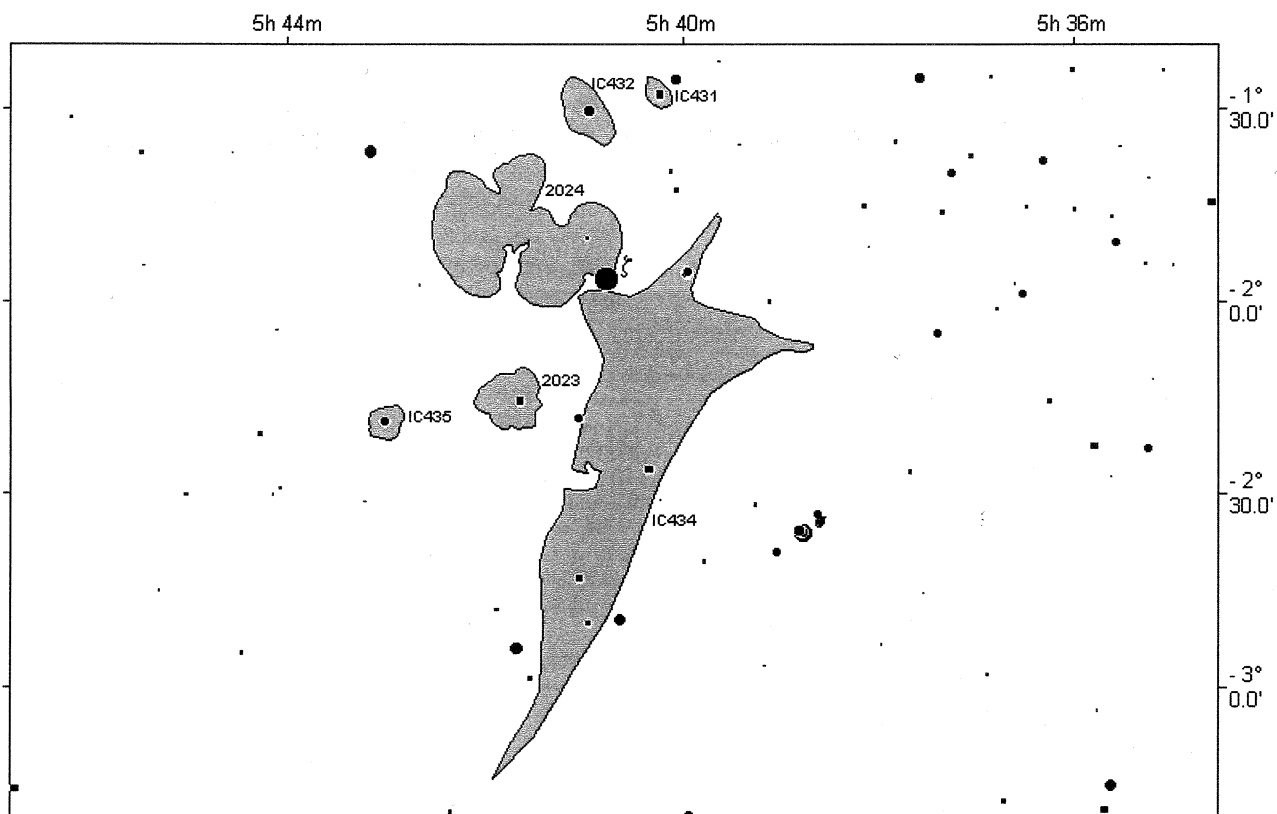 5h 44m
5h 40m
5h 36m
IC432
IC431
- 1°
30.0'
2024
ζ
- 2°
0.0'
2023
IC435
- 2°
30.0'
IC434
- 3°
0.0'